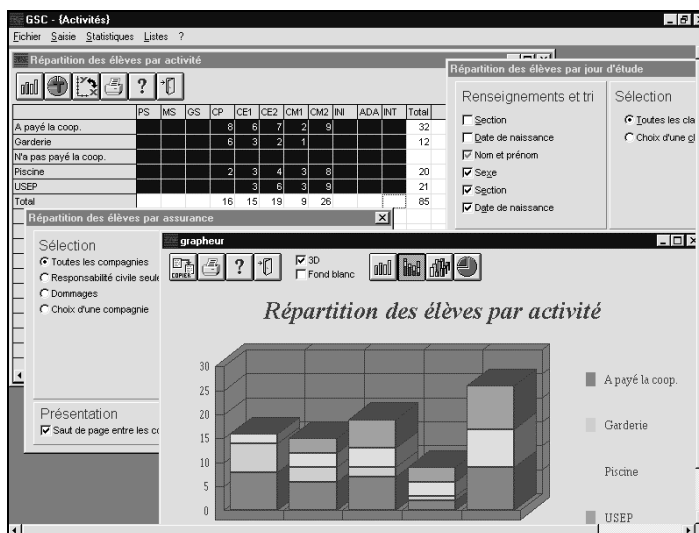 GSC - {Activités}
Fichier Saisie Statistiques Listes ?
Répartition des élèves par activité
PS MS GS CP CE1 CE2 CM1 CM2 INI ADA INT Total
A payé la coop. 8 6 7 2 9 32
Garderie 6 3 2 1 12
N'a pas payé la coop.
Piscine 2 3 4 3 8 20
USEP 3 6 3 9 21
Total 16 15 19 9 26 85
Répartition des élèves par jour d'étude
Renseignements et tri
Section
Date de naissance
Nom et prénom
Sexe
Section
Date de naissance
Sélection
Toutes les cla
Choix d'une cl
Répartition des élèves par assurance
Sélection
Toutes les compagnies
Responsabilité civile seule
Dommages
Choix d'une compagnie
Présentation
Saut de page entre les co
grapheur
COPIER
?
3D
Fond blanc
Répartition des élèves par activité
30
25
20
15
10
5
0
A payé la coop.
Garderie
Piscine
USEP